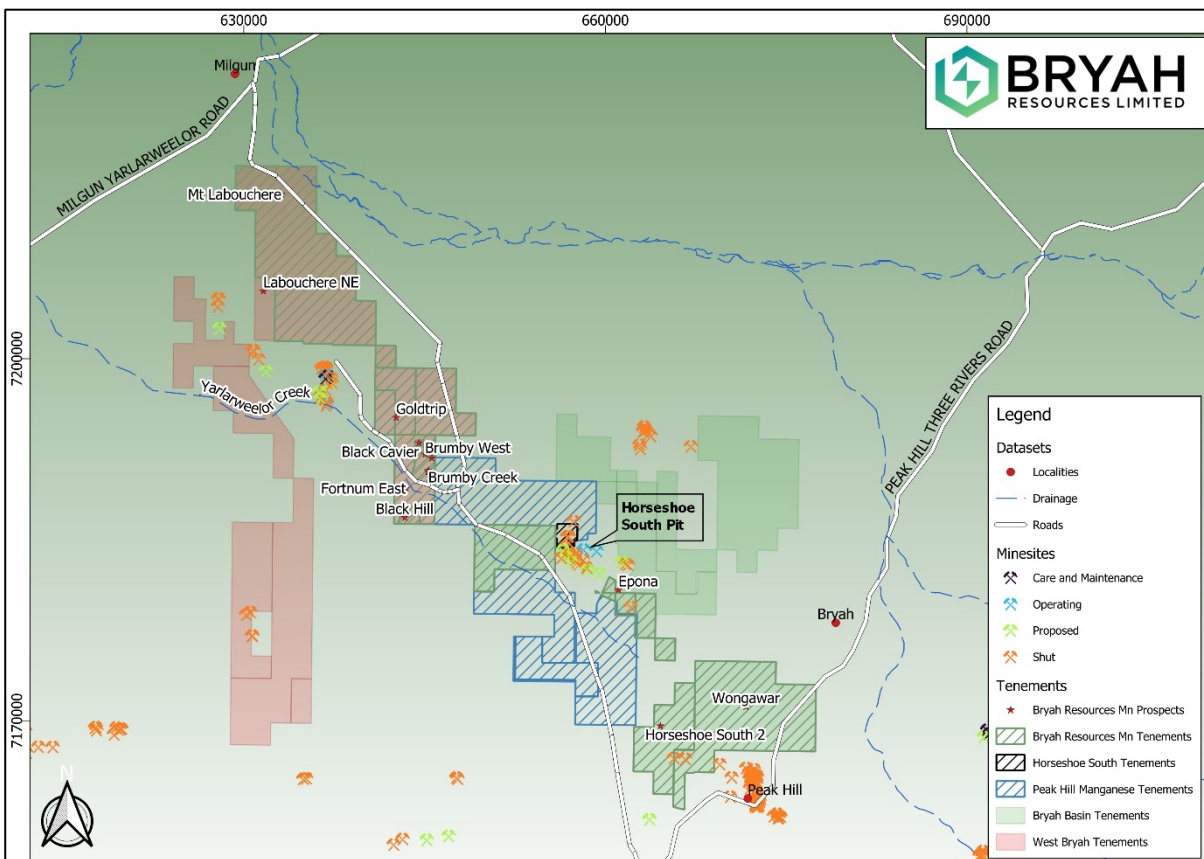 630000
660000
690000
BRYAH
RESOURCES LIMITED
Milgun
MILGUN YARLARWEELOR ROAD
Mt Labouchere
Labouchere NE
7200000
Yarlarweelor Creek
Goldtrip
Black Cavier
Brumby West
Brumby Creek
Fortnum East
Black Hill
Horseshoe
South Pit
PEAK HILL THREE RIVERS ROAD
Epona
Bryah
Wongawar
7170000
Horseshoe South 2
Peak Hill
N
Legend
Datasets
Localities
Drainage
Roads
Minesites
Care and Maintenance
Operating
Proposed
Shut
Tenements
Bryah Resources Mn Prospects
Bryah Resources Mn Tenements
Horseshoe South Tenements
Peak Hill Manganese Tenements
Bryah Basin Tenements
West Bryah Tenements